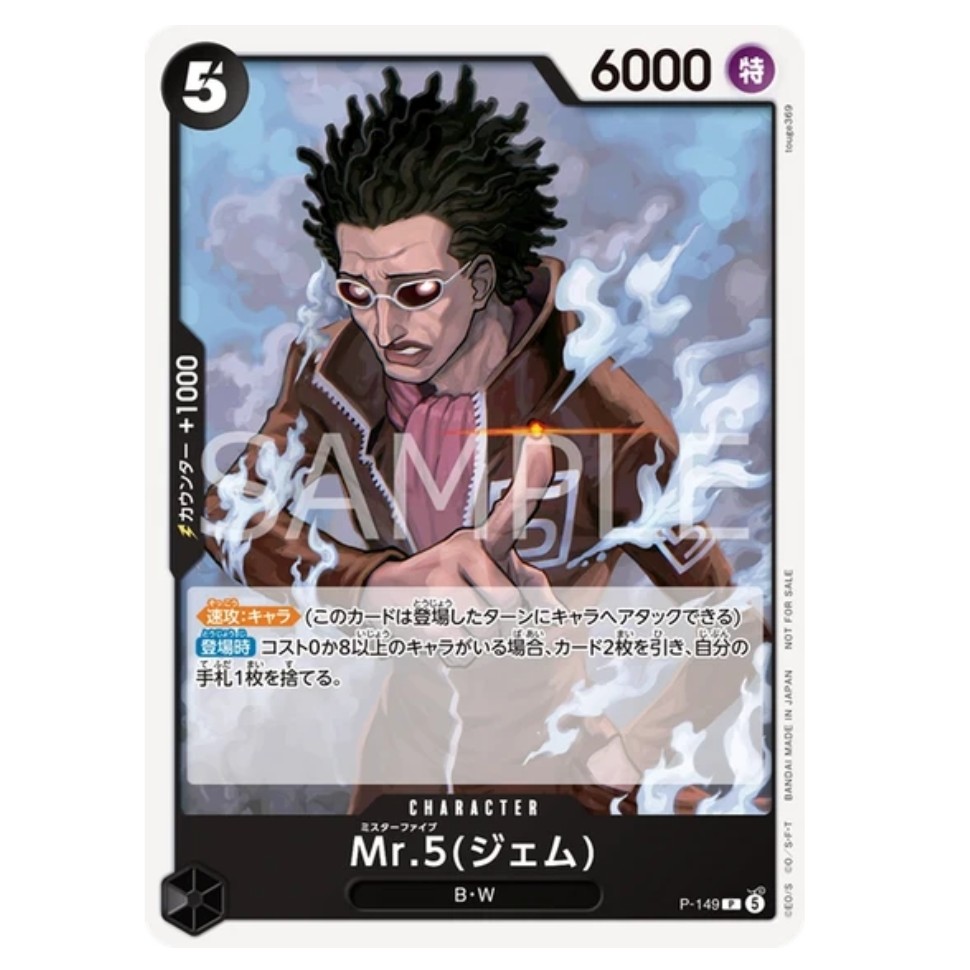 5
6000
特
touge369
カウンター +1000
SAMPLE
速攻:キャラ (このカードは登場したターンにキャラへアタックできる)
登場時 コスト0か8以上のキャラがいる場合、カード2枚を引き、自分の
手札1枚を捨てる。
CHARACTER
ミスターファイブ
Mr.5(ジェム)
B・W
P-149 P 5
©EO/S ©O/S・F・T BANDAI MADE IN JAPAN NOT FOR SALE